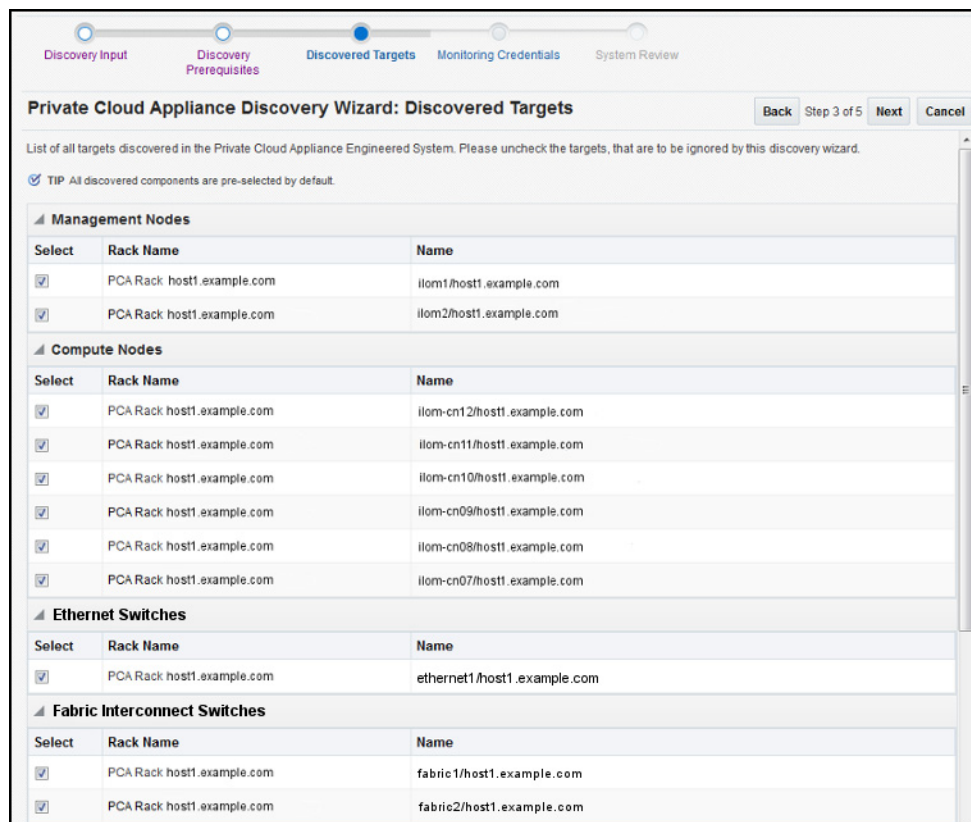 Discovery Input
Discovery Prerequisites
Discovered Targets
Monitoring Credentials
System Review
Private Cloud Appliance Discovery Wizard: Discovered Targets
Back Step 3 of 5 Next Cancel
List of all targets discovered in the Private Cloud Appliance Engineered System. Please uncheck the targets, that are to be ignored by this discovery wizard.
TIP All discovered components are pre-selected by default.
Management Nodes
Select Rack Name Name
PCA Rack host1.example.com ilom1/host1.example.com
PCA Rack host1.example.com ilom2/host1.example.com
Compute Nodes
Select Rack Name Name
PCA Rack host1.example.com ilom-cn12/host1.example.com
PCA Rack host1.example.com ilom-cn11/host1.example.com
PCA Rack host1.example.com ilom-cn10/host1.example.com
PCA Rack host1.example.com ilom-cn09/host1.example.com
PCA Rack host1.example.com ilom-cn08/host1.example.com
PCA Rack host1.example.com ilom-cn07/host1.example.com
Ethernet Switches
Select Rack Name Name
PCA Rack host1.example.com ethernet1/host1.example.com
Fabric Interconnect Switches
Select Rack Name Name
PCA Rack host1.example.com fabric1/host1.example.com
PCA Rack host1.example.com fabric2/host1.example.com